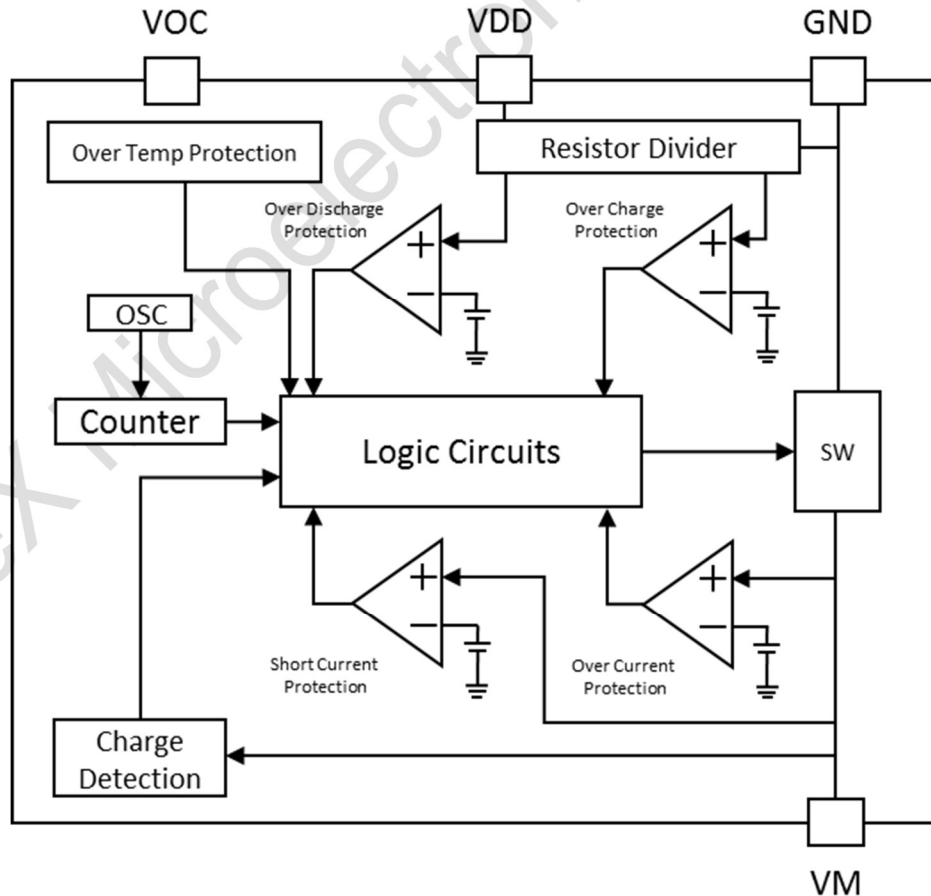 VOC VDD GND
Over Temp Protection
Resistor Divider
Over Discharge
Protection
Over Charge
Protection
OSC
Counter
Logic Circuits
SW
Short Current
Protection
Over Current
Protection
Charge
Detection
VM